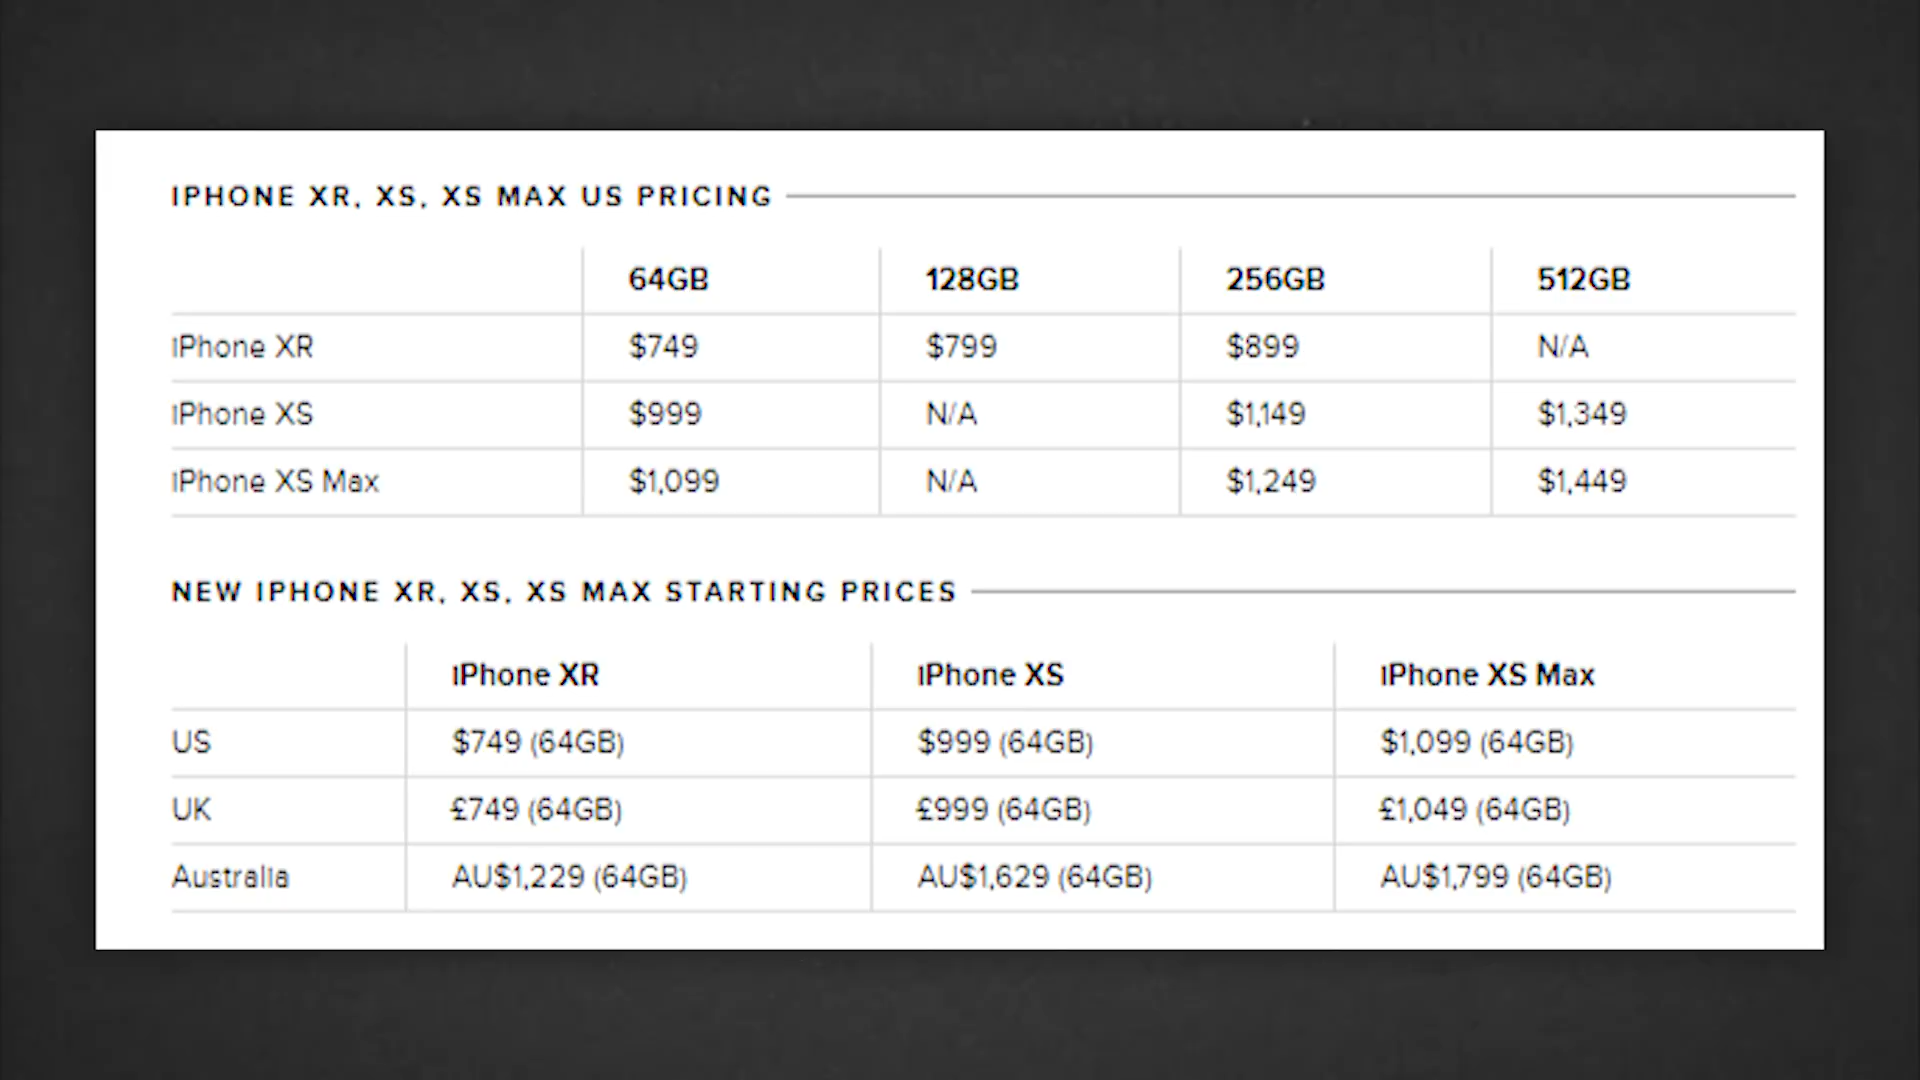 IPHONE XR, XS, XS MAX US PRICING
64GB 128GB 256GB 512GB
iPhone XR $749 $799 $899 N/A
iPhone XS $999 N/A $1,149 $1,349
iPhone XS Max $1,099 N/A $1,249 $1,449
NEW IPHONE XR, XS, XS MAX STARTING PRICES
iPhone XR iPhone XS iPhone XS Max
US $749 (64GB) $999 (64GB) $1,099 (64GB)
UK £749 (64GB) £999 (64GB) £1,049 (64GB)
Australia AU$1,229 (64GB) AU$1,629 (64GB) AU$1,799 (64GB)